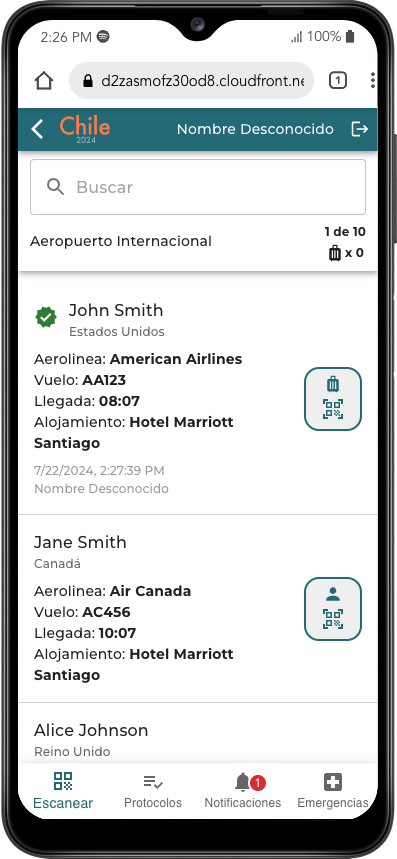 2:26 PM
100%
d2zasmofz30od8.cloudfront.ne
1
Chile
2024
Nombre Desconocido
Buscar
Aeropuerto Internacional
1 de 10
x 0
John Smith
Estados Unidos
Aerolinea: American Airlines
Vuelo: AA123
Llegada: 08:07
Alojamiento: Hotel Marriott
Santiago
7/22/2024, 2:27:39 PM
Nombre Desconocido
Jane Smith
Canadá
Aerolinea: Air Canada
Vuelo: AC456
Llegada: 10:07
Alojamiento: Hotel Marriott
Santiago
Alice Johnson
Reino Unido
1
Escanear
Protocolos
Notificaciones
Emergencias